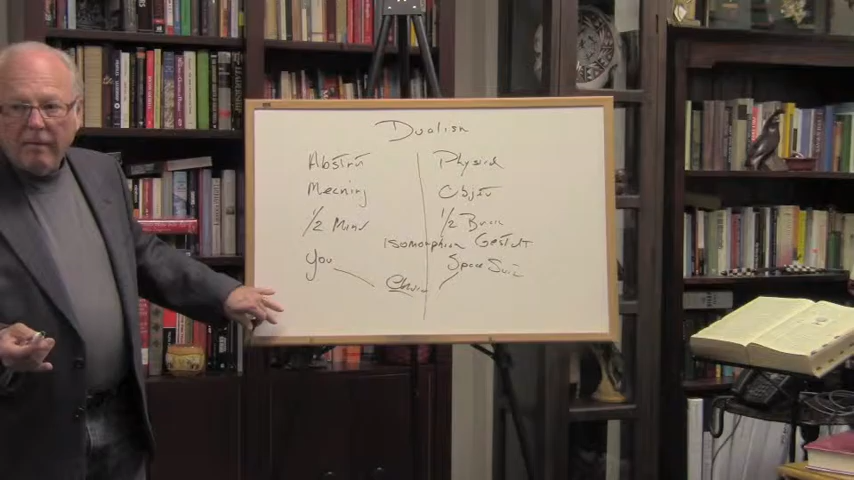 Dualism
Abstract Physical
Meaning Object
1/2 Mind 1/2 Brain
Isomorphism Gestalt
You Space Suit